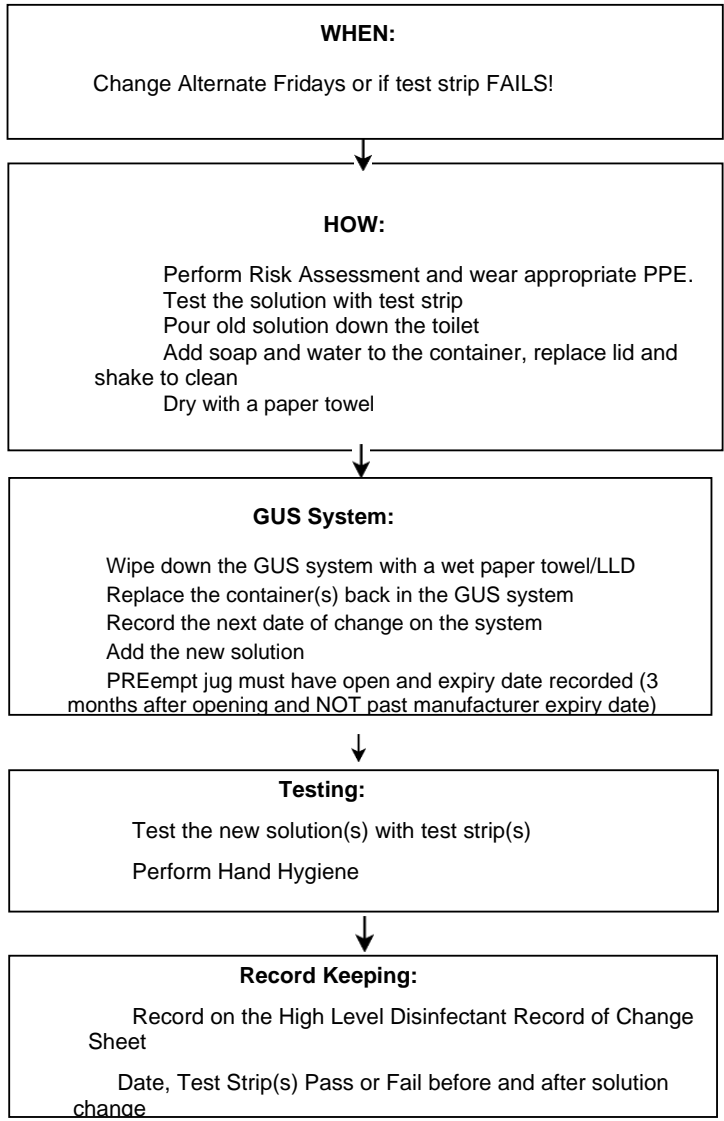 WHEN:
Change Alternate Fridays or if test strip FAILS!
HOW:
Perform Risk Assessment and wear appropriate PPE.
Test the solution with test strip
Pour old solution down the toilet
Add soap and water to the container, replace lid and
shake to clean
Dry with a paper towel
GUS System:
Wipe down the GUS system with a wet paper towel/LLD
Replace the container(s) back in the GUS system
Record the next date of change on the system
Add the new solution
PREempt jug must have open and expiry date recorded (3
months after opening and NOT past manufacturer expiry date)
Testing:
Test the new solution(s) with test strip(s)
Perform Hand Hygiene
Record Keeping:
Record on the High Level Disinfectant Record of Change
Sheet
Date, Test Strip(s) Pass or Fail before and after solution
change